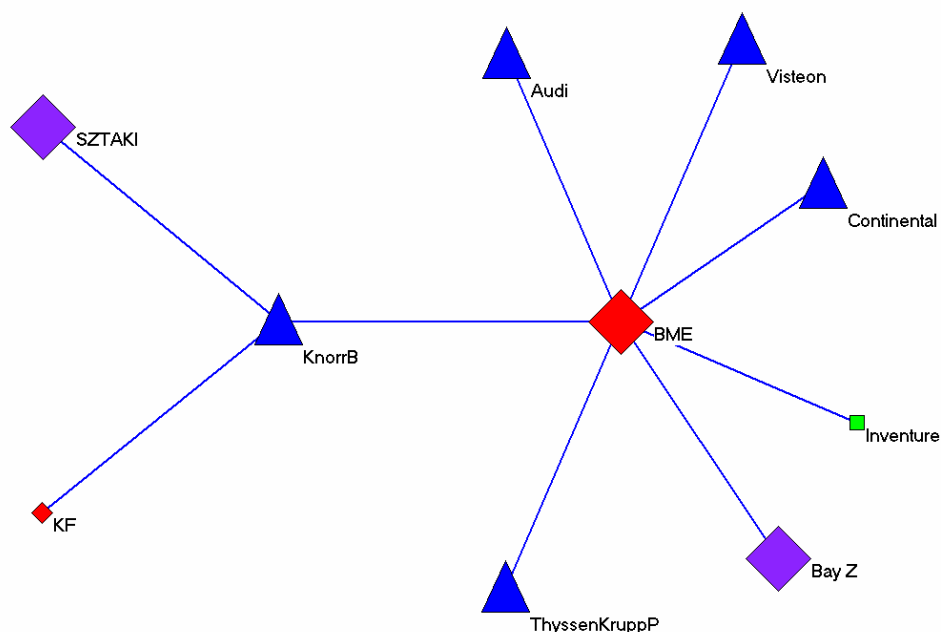 Visteon
Audi
SZTAKI
Continental
BME
KnorrB
Inventure
KF
Bay Z
ThyssenKruppP